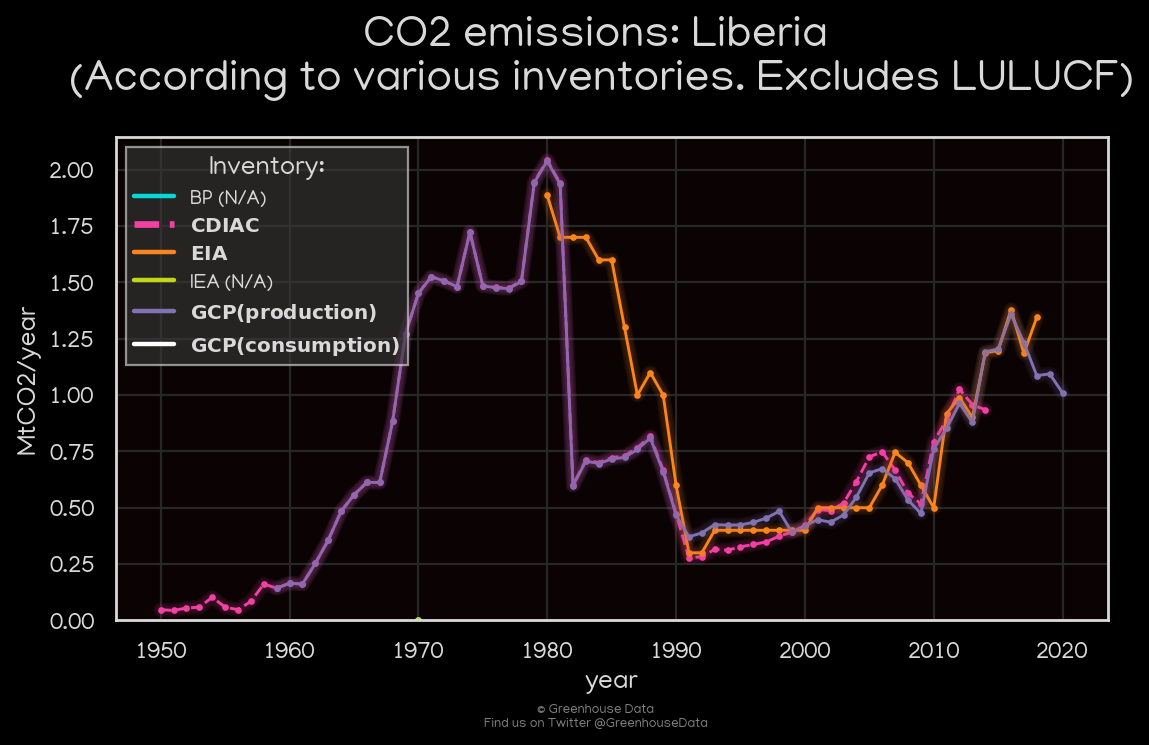 CO2 emissions: Liberia
(According to various inventories. Excludes LULUCF)
Inventory:
BP (N/A)
CDIAC
EIA
IEA (N/A)
GCP(production)
GCP(consumption)
MtCO2/year
2.00
1.75
1.50
1.25
1.00
0.75
0.50
0.25
0.00
1950 1960 1970 1980 1990 2000 2010 2020
year
© Greenhouse Data
Find us on Twitter @GreenhouseData